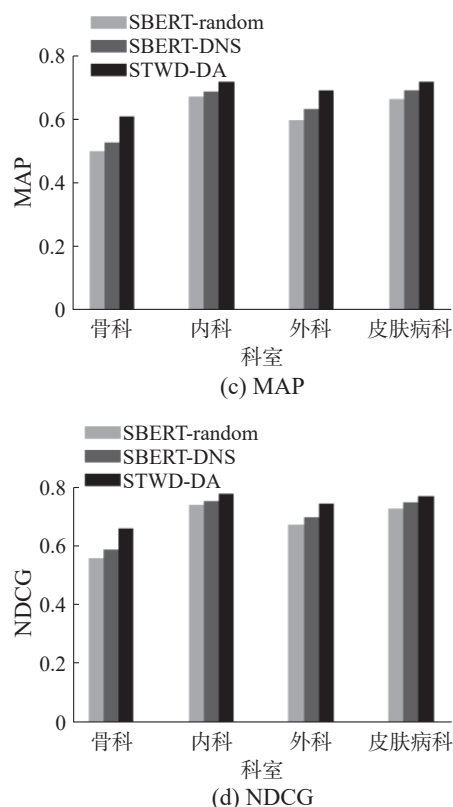 SBERT-random
SBERT-DNS
STWD-DA
0.8
0.6
0.4
0.2
0
MAP
骨科 内科 外科 皮肤病科
科室
(c) MAP
SBERT-random
SBERT-DNS
STWD-DA
0.8
0.6
0.4
0.2
0
NDCG
骨科 内科 外科 皮肤病科
科室
(d) NDCG